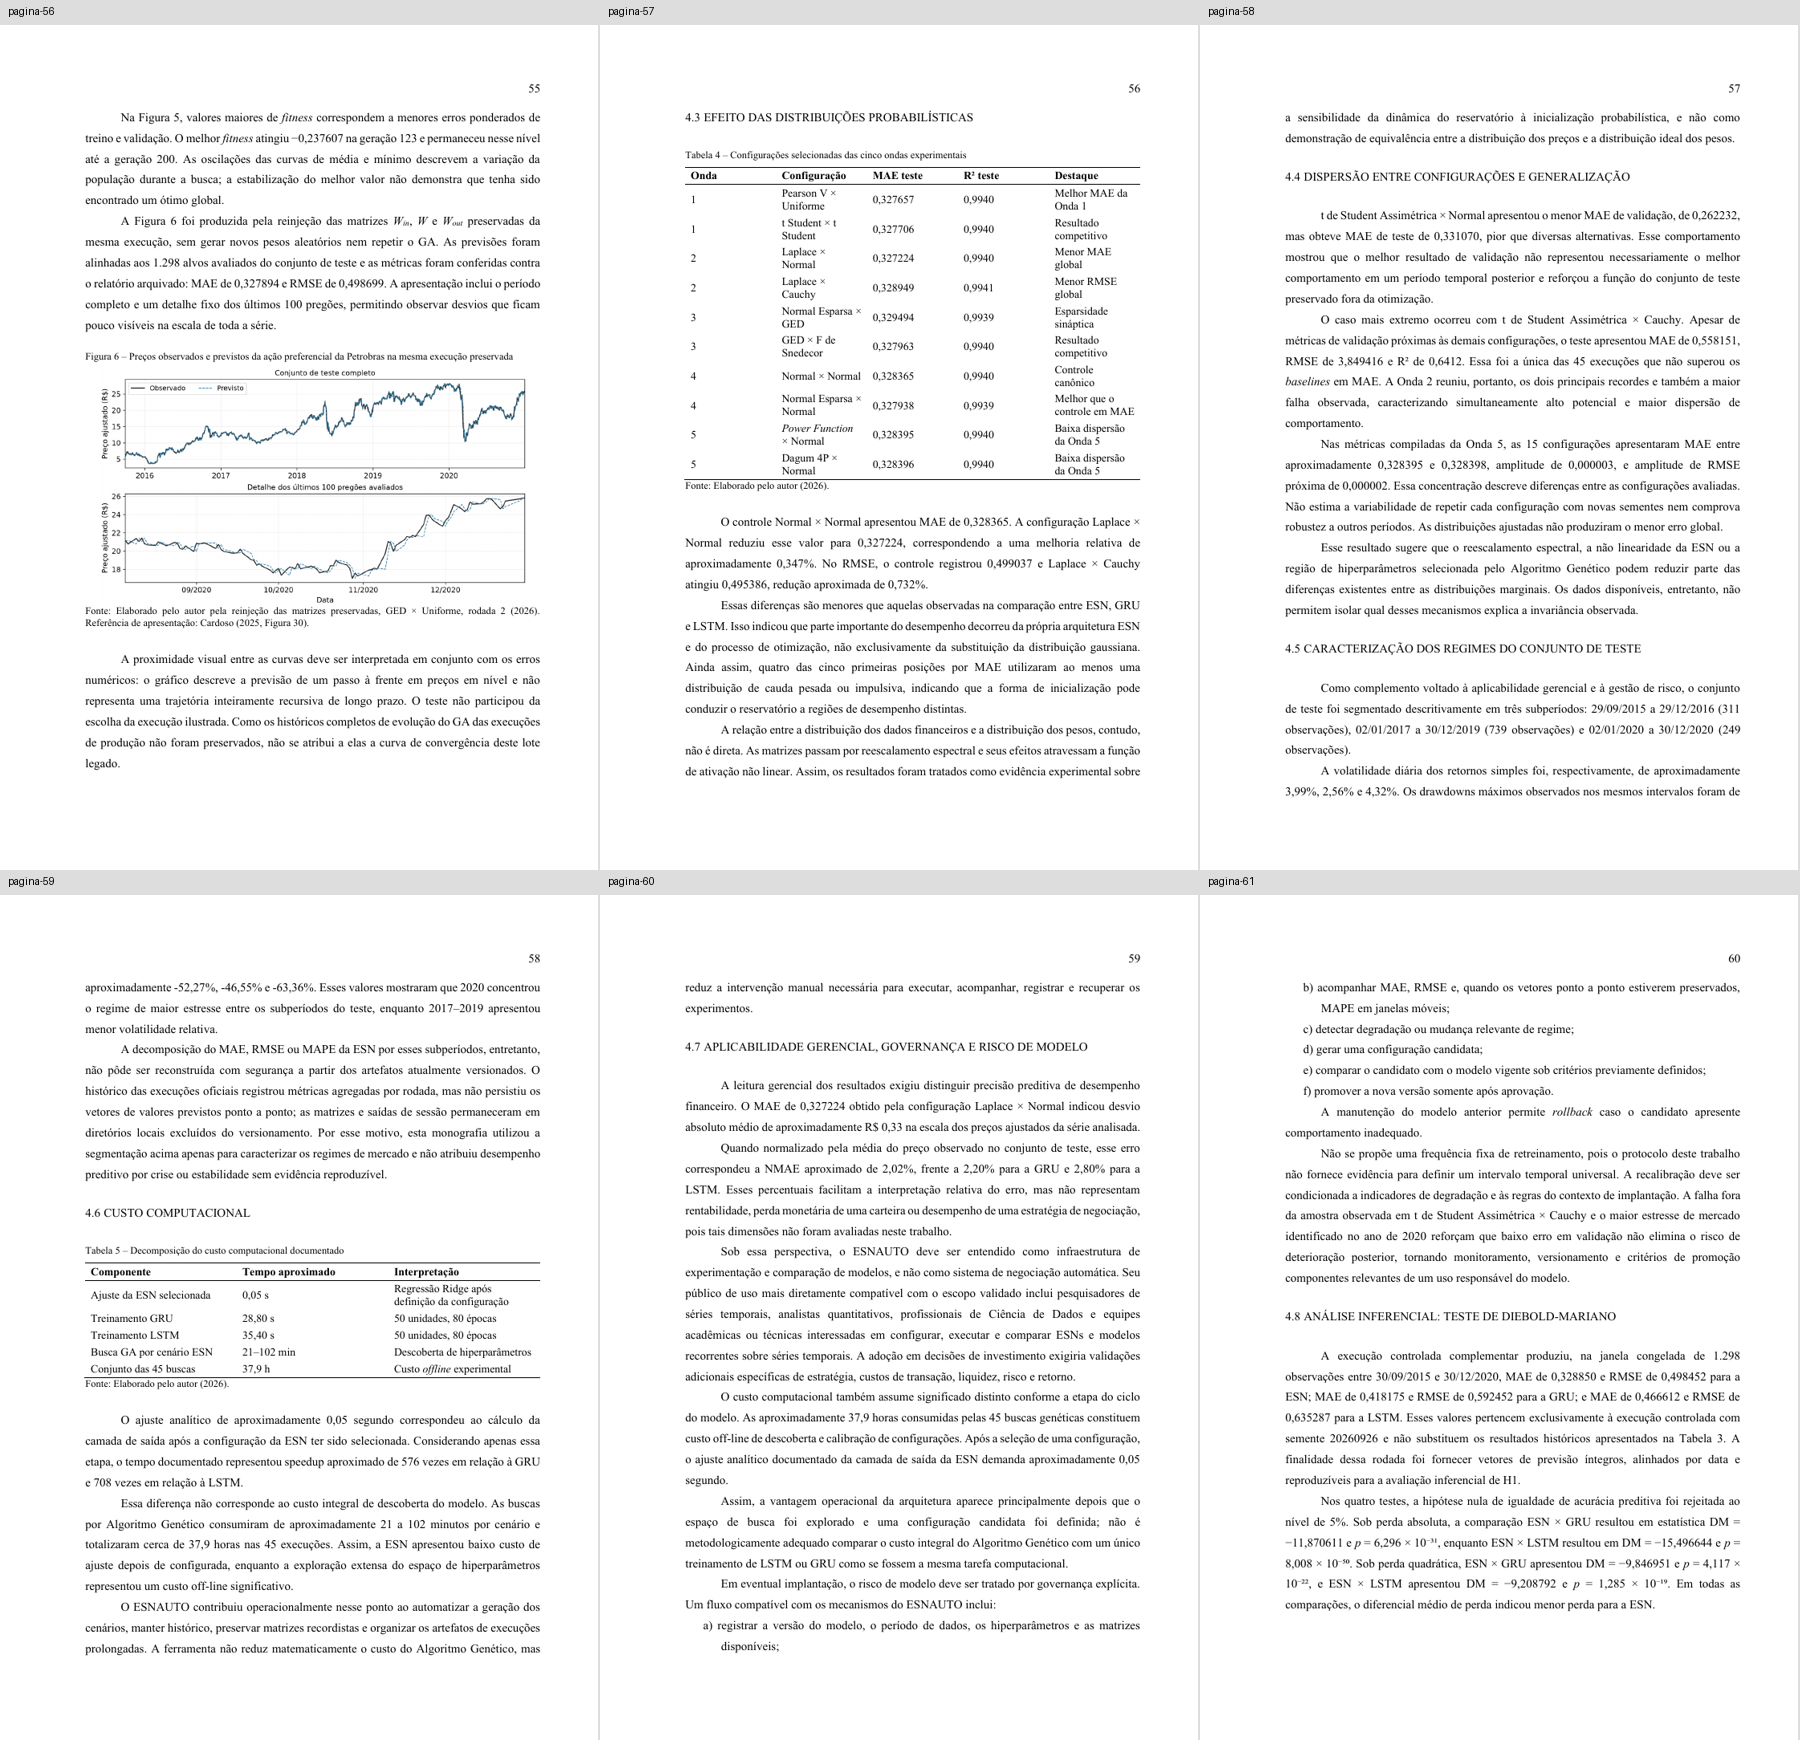 pagina-56
55
Na Figura 5, valores maiores de fitness correspondem a menores erros ponderados de
treino e validação. O melhor fitness atingiu −0,237607 na geração 123 e permaneceu nesse nível
até a geração 200. As oscilações das curvas de média e mínimo descrevem a variação da
população durante a busca; a estabilização do melhor valor não demonstra que tenha sido
encontrado um ótimo global.
A Figura 6 foi produzida pela reinjeção das matrizes Win, W e Wout preservadas da
mesma execução, sem gerar novos pesos aleatórios nem repetir o GA. As previsões foram
alinhadas aos 1.298 alvos avaliados do conjunto de teste e as métricas foram conferidas contra
o relatório arquivado: MAE de 0,327894 e RMSE de 0,498699. A apresentação inclui o período
completo e um detalhe fixo dos últimos 100 pregões, permitindo observar desvios que ficam
pouco visíveis na escala de toda a série.
Figura 6 – Preços observados e previstos da ação preferencial da Petrobras na mesma execução preservada
Conjunto de teste completo
Observado
Previsto
Preço ajustado (R$)
25
20
15
10
5
2016 2017 2018 2019 2020
Detalhe dos últimos 100 pregões avaliados
Preço ajustado (R$)
26
24
22
20
18
09/2020 10/2020 11/2020 12/2020
Data
Fonte: Elaborado pelo autor pela reinjeção das matrizes preservadas, GED × Uniforme, rodada 2 (2026).
Referência de apresentação: Cardoso (2025, Figura 30).
A proximidade visual entre as curvas deve ser interpretada em conjunto com os erros
numéricos: o gráfico descreve a previsão de um passo à frente em preços em nível e não
representa uma trajetória inteiramente recursiva de longo prazo. O teste não participou da
escolha da execução ilustrada. Como os históricos completos de evolução do GA das execuções
de produção não foram preservados, não se atribui a elas a curva de convergência deste lote
legado.
pagina-57
56
4.3 EFEITO DAS DISTRIBUIÇÕES PROBABILÍSTICAS
Tabela 4 – Configurações selecionadas das cinco ondas experimentais
Onda Configuração MAE teste R² teste Destaque
1 Pearson V × Uniforme 0,327657 0,9940 Melhor MAE da Onda 1
1 t Student × t Student 0,327706 0,9940 Resultado competitivo
2 Laplace × Normal 0,327224 0,9940 Menor MAE global
2 Laplace × Cauchy 0,328949 0,9941 Menor RMSE global
3 Normal Esparsa × GED 0,329494 0,9939 Esparsidade sináptica
3 GED × F de Snedecor 0,327963 0,9940 Resultado competitivo
4 Normal × Normal 0,328365 0,9940 Controle canônico
4 Normal Esparsa × Normal 0,327938 0,9939 Melhor que o controle em MAE
5 Power Function × Normal 0,328395 0,9940 Baixa dispersão da Onda 5
5 Dagum 4P × Normal 0,328396 0,9940 Baixa dispersão da Onda 5
Fonte: Elaborado pelo autor (2026).
O controle Normal × Normal apresentou MAE de 0,328365. A configuração Laplace ×
Normal reduziu esse valor para 0,327224, correspondendo a uma melhoria relativa de
aproximadamente 0,347%. No RMSE, o controle registrou 0,499037 e Laplace × Cauchy
atingiu 0,495386, redução aproximada de 0,732%.
Essas diferenças são menores que aquelas observadas na comparação entre ESN, GRU
e LSTM. Isso indicou que parte importante do desempenho decorreu da própria arquitetura ESN
e do processo de otimização, não exclusivamente da substituição da distribuição gaussiana.
Ainda assim, quatro das cinco primeiras posições por MAE utilizaram ao menos uma
distribuição de cauda pesada ou impulsiva, indicando que a forma de inicialização pode
conduzir o reservatório a regiões de desempenho distintas.
A relação entre a distribuição dos dados financeiros e a distribuição dos pesos, contudo,
não é direta. As matrizes passam por reescalamento espectral e seus efeitos atravessam a função
de ativação não linear. Assim, os resultados foram tratados como evidência experimental sobre
pagina-58
57
a sensibilidade da dinâmica do reservatório à inicialização probabilística, e não como
demonstração de equivalência entre a distribuição dos preços e a distribuição ideal dos pesos.
4.4 DISPERSÃO ENTRE CONFIGURAÇÕES E GENERALIZAÇÃO
t de Student Assimétrica × Normal apresentou o menor MAE de validação, de 0,262232,
mas obteve MAE de teste de 0,331070, pior que diversas alternativas. Esse comportamento
mostrou que o melhor resultado de validação não representou necessariamente o melhor
comportamento em um período temporal posterior e reforçou a função do conjunto de teste
preservado fora da otimização.
O caso mais extremo ocorreu com t de Student Assimétrica × Cauchy. Apesar de
métricas de validação próximas às demais configurações, o teste apresentou MAE de 0,558151,
RMSE de 3,849416 e R² de 0,6412. Essa foi a única das 45 execuções que não superou os
baselines em MAE. A Onda 2 reuniu, portanto, os dois principais recordes e também a maior
falha observada, caracterizando simultaneamente alto potencial e maior dispersão de
comportamento.
Nas métricas compiladas da Onda 5, as 15 configurações apresentaram MAE entre
aproximadamente 0,328395 e 0,328398, amplitude de 0,000003, e amplitude de RMSE
próxima de 0,000002. Essa concentração descreve diferenças entre as configurações avaliadas.
Não estima a variabilidade de repetir cada configuração com novas sementes nem comprova
robustez a outros períodos. As distribuições ajustadas não produziram o menor erro global.
Esse resultado sugere que o reescalamento espectral, a não linearidade da ESN ou a
região de hiperparâmetros selecionada pelo Algoritmo Genético podem reduzir parte das
diferenças existentes entre as distribuições marginais. Os dados disponíveis, entretanto, não
permitem isolar qual desses mecanismos explica a invariância observada.
4.5 CARACTERIZAÇÃO DOS REGIMES DO CONJUNTO DE TESTE
Como complemento voltado à aplicabilidade gerencial e à gestão de risco, o conjunto
de teste foi segmentado descritivamente em três subperíodos: 29/09/2015 a 29/12/2016 (311
observações), 02/01/2017 a 30/12/2019 (739 observações) e 02/01/2020 a 30/12/2020 (249
observações).
A volatilidade diária dos retornos simples foi, respectivamente, de aproximadamente
3,99%, 2,56% e 4,32%. Os drawdowns máximos observados nos mesmos intervalos foram de
pagina-59
58
aproximadamente -52,27%, -46,55% e -63,36%. Esses valores mostraram que 2020 concentrou
o regime de maior estresse entre os subperíodos do teste, enquanto 2017–2019 apresentou
menor volatilidade relativa.
A decomposição do MAE, RMSE ou MAPE da ESN por esses subperíodos, entretanto,
não pôde ser reconstruída com segurança a partir dos artefatos atualmente versionados. O
histórico das execuções oficiais registrou métricas agregadas por rodada, mas não persistiu os
vetores de valores previstos ponto a ponto; as matrizes e saídas de sessão permaneceram em
diretórios locais excluídos do versionamento. Por esse motivo, esta monografia utilizou a
segmentação acima apenas para caracterizar os regimes de mercado e não atribuiu desempenho
preditivo por crise ou estabilidade sem evidência reproduzível.
4.6 CUSTO COMPUTACIONAL
Tabela 5 – Decomposição do custo computacional documentado
Componente Tempo aproximado Interpretação
Ajuste da ESN selecionada 0,05 s Regressão Ridge após definição da configuração
Treinamento GRU 28,80 s 50 unidades, 80 épocas
Treinamento LSTM 35,40 s 50 unidades, 80 épocas
Busca GA por cenário ESN 21–102 min Descoberta de hiperparâmetros
Conjunto das 45 buscas 37,9 h Custo offline experimental
Fonte: Elaborado pelo autor (2026).
O ajuste analítico de aproximadamente 0,05 segundo correspondeu ao cálculo da
camada de saída após a configuração da ESN ter sido selecionada. Considerando apenas essa
etapa, o tempo documentado representou speedup aproximado de 576 vezes em relação à GRU
e 708 vezes em relação à LSTM.
Essa diferença não corresponde ao custo integral de descoberta do modelo. As buscas
por Algoritmo Genético consumiram de aproximadamente 21 a 102 minutos por cenário e
totalizaram cerca de 37,9 horas nas 45 execuções. Assim, a ESN apresentou baixo custo de
ajuste depois de configurada, enquanto a exploração extensa do espaço de hiperparâmetros
representou um custo off-line significativo.
O ESNAUTO contribuiu operacionalmente nesse ponto ao automatizar a geração dos
cenários, manter histórico, preservar matrizes recordistas e organizar os artefatos de execuções
prolongadas. A ferramenta não reduz matematicamente o custo do Algoritmo Genético, mas
pagina-60
59
reduz a intervenção manual necessária para executar, acompanhar, registrar e recuperar os
experimentos.
4.7 APLICABILIDADE GERENCIAL, GOVERNANÇA E RISCO DE MODELO
A leitura gerencial dos resultados exigiu distinguir precisão preditiva de desempenho
financeiro. O MAE de 0,327224 obtido pela configuração Laplace × Normal indicou desvio
absoluto médio de aproximadamente R$ 0,33 na escala dos preços ajustados da série analisada.
Quando normalizado pela média do preço observado no conjunto de teste, esse erro
correspondeu a NMAE aproximado de 2,02%, frente a 2,20% para a GRU e 2,80% para a
LSTM. Esses percentuais facilitam a interpretação relativa do erro, mas não representam
rentabilidade, perda monetária de uma carteira ou desempenho de uma estratégia de negociação,
pois tais dimensões não foram avaliadas neste trabalho.
Sob essa perspectiva, o ESNAUTO deve ser entendido como infraestrutura de
experimentação e comparação de modelos, e não como sistema de negociação automática. Seu
público de uso mais diretamente compatível com o escopo validado inclui pesquisadores de
séries temporais, analistas quantitativos, profissionais de Ciência de Dados e equipes
acadêmicas ou técnicas interessadas em configurar, executar e comparar ESNs e modelos
recorrentes sobre séries temporais. A adoção em decisões de investimento exigiria validações
adicionais específicas de estratégia, custos de transação, liquidez, risco e retorno.
O custo computacional também assume significado distinto conforme a etapa do ciclo
do modelo. As aproximadamente 37,9 horas consumidas pelas 45 buscas genéticas constituem
custo off-line de descoberta e calibração de configurações. Após a seleção de uma configuração,
o ajuste analítico documentado da camada de saída da ESN demanda aproximadamente 0,05
segundo.
Assim, a vantagem operacional da arquitetura aparece principalmente depois que o
espaço de busca foi explorado e uma configuração candidata foi definida; não é
metodologicamente adequado comparar o custo integral do Algoritmo Genético com um único
treinamento de LSTM ou GRU como se fossem a mesma tarefa computacional.
Em eventual implantação, o risco de modelo deve ser tratado por governança explícita.
Um fluxo compatível com os mecanismos do ESNAUTO inclui:
a) registrar a versão do modelo, o período de dados, os hiperparâmetros e as matrizes
disponíveis;
pagina-61
60
b) acompanhar MAE, RMSE e, quando os vetores ponto a ponto estiverem preservados,
MAPE em janelas móveis;
c) detectar degradação ou mudança relevante de regime;
d) gerar uma configuração candidata;
e) comparar o candidato com o modelo vigente sob critérios previamente definidos;
f) promover a nova versão somente após aprovação.
A manutenção do modelo anterior permite rollback caso o candidato apresente
comportamento inadequado.
Não se propõe uma frequência fixa de retreinamento, pois o protocolo deste trabalho
não fornece evidência para definir um intervalo temporal universal. A recalibração deve ser
condicionada a indicadores de degradação e às regras do contexto de implantação. A falha fora
da amostra observada em t de Student Assimétrica × Cauchy e o maior estresse de mercado
identificado no ano de 2020 reforçam que baixo erro em validação não elimina o risco de
deterioração posterior, tornando monitoramento, versionamento e critérios de promoção
componentes relevantes de um uso responsável do modelo.
4.8 ANÁLISE INFERENCIAL: TESTE DE DIEBOLD-MARIANO
A execução controlada complementar produziu, na janela congelada de 1.298
observações entre 30/09/2015 e 30/12/2020, MAE de 0,328850 e RMSE de 0,498452 para a
ESN; MAE de 0,418175 e RMSE de 0,592452 para a GRU; e MAE de 0,466612 e RMSE de
0,635287 para a LSTM. Esses valores pertencem exclusivamente à execução controlada com
semente 20260926 e não substituem os resultados históricos apresentados na Tabela 3. A
finalidade dessa rodada foi fornecer vetores de previsão íntegros, alinhados por data e
reproduzíveis para a avaliação inferencial de H1.
Nos quatro testes, a hipótese nula de igualdade de acurácia preditiva foi rejeitada ao
nível de 5%. Sob perda absoluta, a comparação ESN × GRU resultou em estatística DM =
−11,870611 e p = 6,296 × 10⁻³¹, enquanto ESN × LSTM resultou em DM = −15,496644 e p =
8,008 × 10⁻⁵⁰. Sob perda quadrática, ESN × GRU apresentou DM = −9,846951 e p = 4,117 ×
10⁻²², e ESN × LSTM apresentou DM = −9,208792 e p = 1,285 × 10⁻¹⁹. Em todas as
comparações, o diferencial médio de perda indicou menor perda para a ESN.